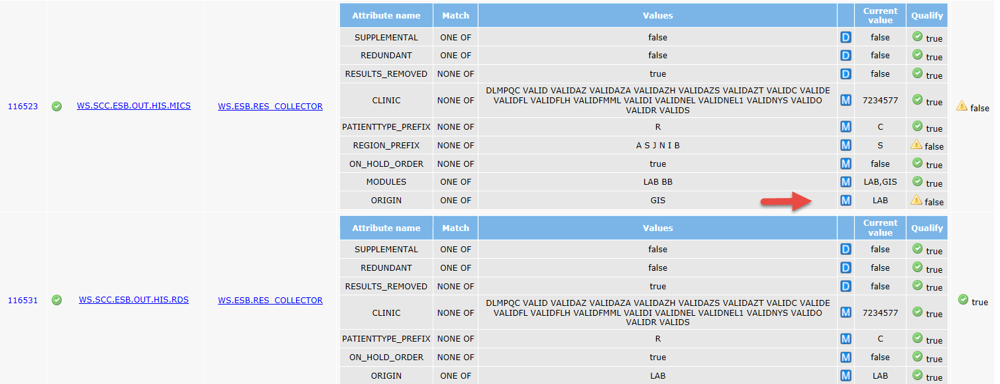 Attribute name Match Values Current value Qualify
SUPPLEMENTAL ONE OF false D false true
REDUNDANT ONE OF false D false true
RESULTS_REMOVED NONE OF true D false true
116523 WS.SCC.ESB.OUT.HIS.MICS WS.ESB.RES_COLLECTOR
CLINIC NONE OF DLMPQC VALID VALIDAZ VALIDAZA VALIDAZH VALIDAZS VALIDAZT VALIDC VALIDE
VALIDFL VALIDFLH VALIDFMML VALIDI VALIDNEL VALIDNEL1 VALIDNYS VALIDO
VALIDR VALIDS M 7234577 true
false
PATIENTTYPE_PREFIX NONE OF R M C true
REGION_PREFIX NONE OF A S J N I B M S false
ON_HOLD_ORDER NONE OF true M false true
MODULES ONE OF LAB BB M LAB,GIS true
ORIGIN ONE OF GIS M LAB false
Attribute name Match Values Current value Qualify
SUPPLEMENTAL ONE OF false D false true
REDUNDANT ONE OF false D false true
RESULTS_REMOVED NONE OF true D false true
116531 WS.SCC.ESB.OUT.HIS.RDS WS.ESB.RES_COLLECTOR
CLINIC NONE OF DLMPQC VALID VALIDAZ VALIDAZA VALIDAZH VALIDAZS VALIDAZT VALIDC VALIDE
VALIDFL VALIDFLH VALIDFMML VALIDI VALIDNEL VALIDNEL1 VALIDNYS VALIDO
VALIDR VALIDS M 7234577 true
true
PATIENTTYPE_PREFIX NONE OF R M C true
ON_HOLD_ORDER NONE OF true M false true
ORIGIN ONE OF LAB M LAB true